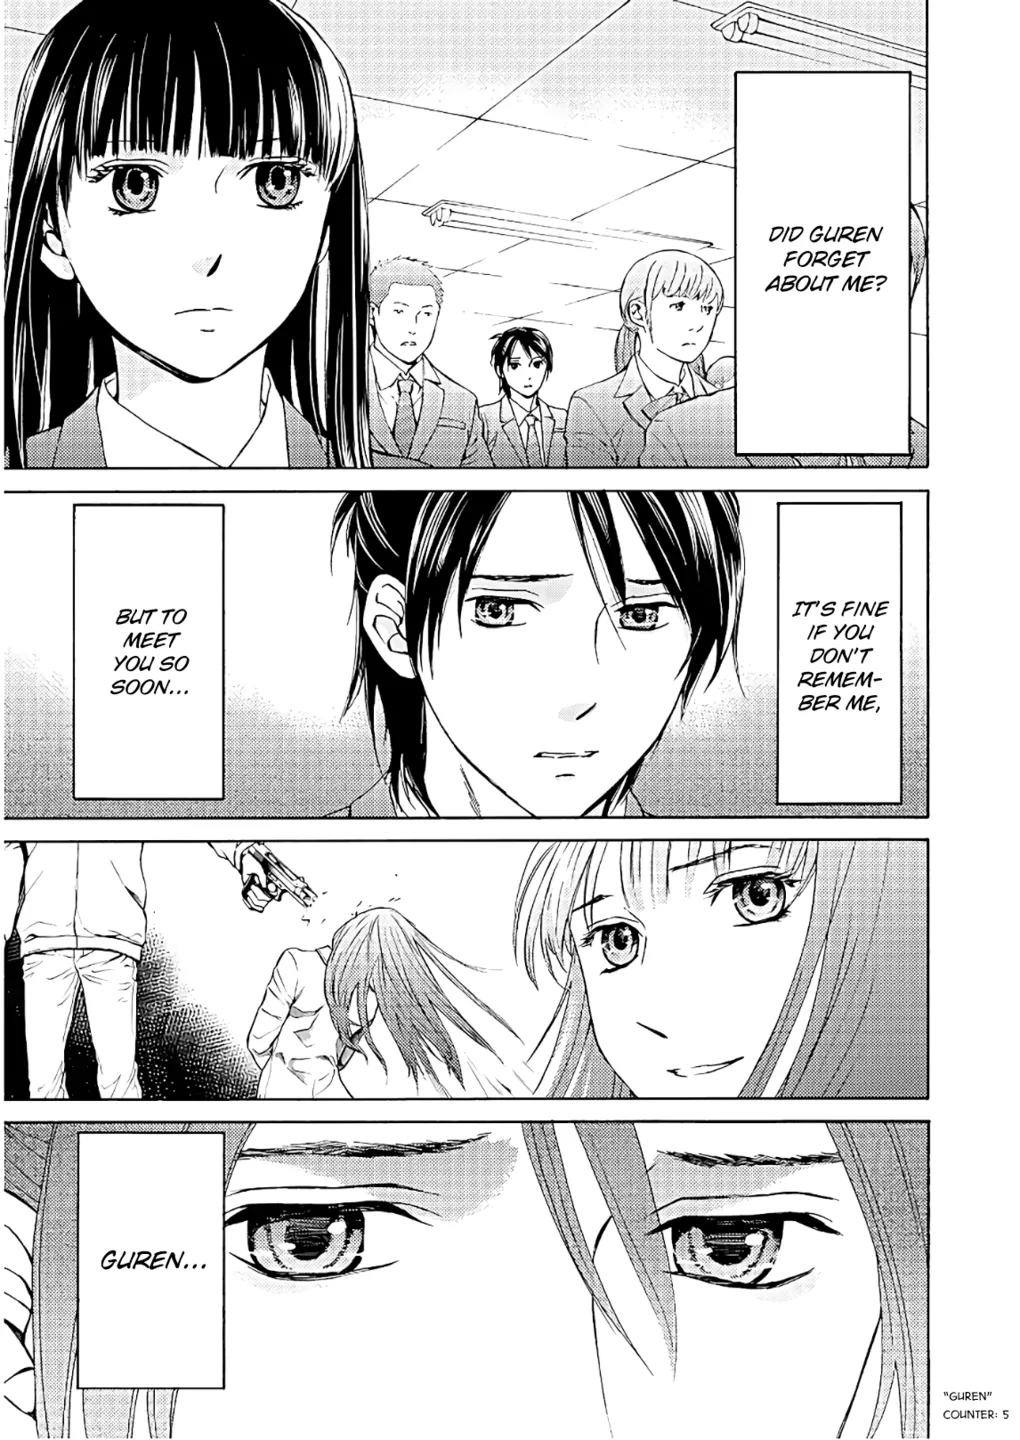 DID GUREN
FORGET
ABOUT ME?
IT'S FINE
IF YOU
DON'T
REMEM-
BER ME,
BUT TO
MEET
YOU SO
SOON...
GUREN...
"GUREN"
COUNTER: 5